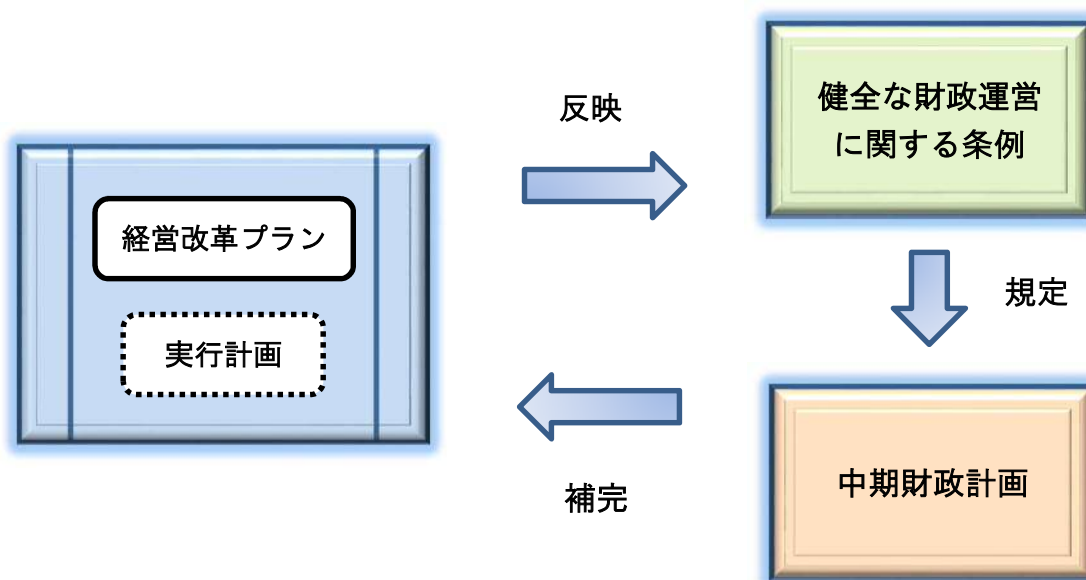 反映
健全な財政運営
に関する条例
経営改革プラン
実行計画
規定
補完
中期財政計画